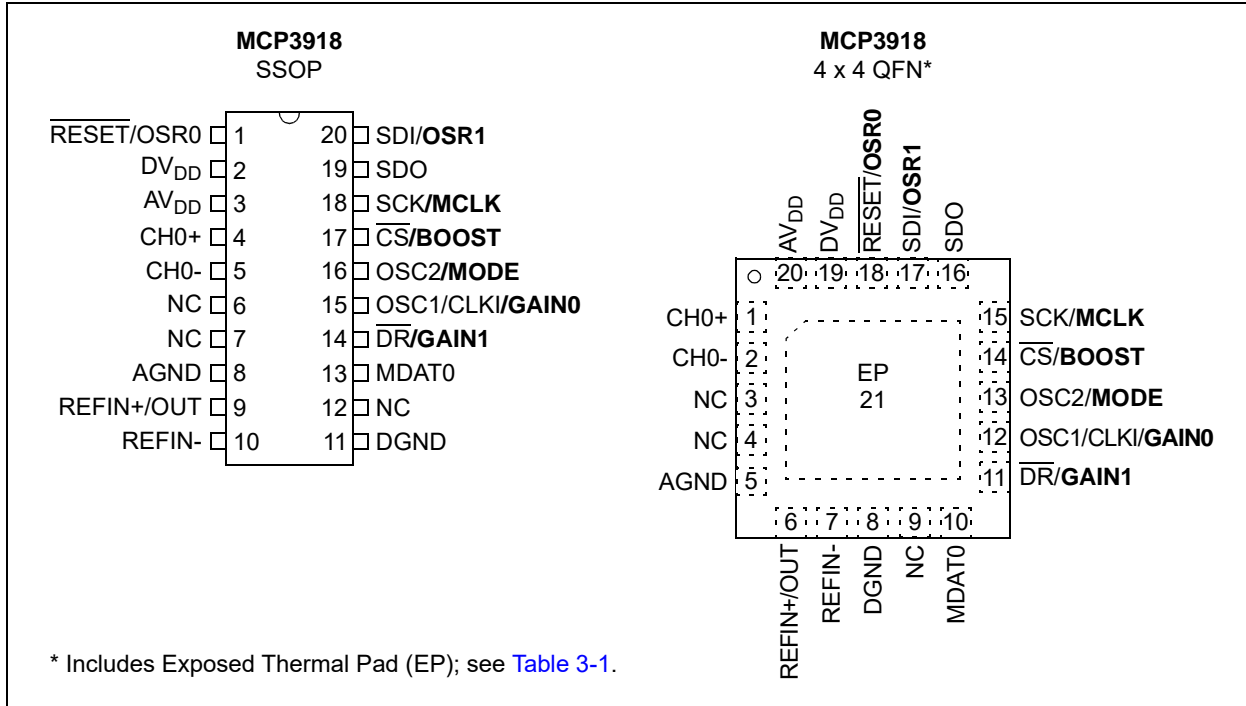 MCP3918
SSOP
RESET/OSR0 1
DVDD 2
AVDD 3
CH0+ 4
CH0- 5
NC 6
NC 7
AGND 8
REFIN+/OUT 9
REFIN- 10
20 SDI/OSR1
19 SDO
18 SCK/MCLK
17 CS/BOOST
16 OSC2/MODE
15 OSC1/CLKI/GAIN0
14 DR/GAIN1
13 MDAT0
12 NC
11 DGND
MCP3918
4 x 4 QFN*
AVDD
DVDD
RESET/OSR0
SDI/OSR1
SDO
20 19 18 17 16
CH0+ 1
CH0- 2
NC 3
NC 4
AGND 5
EP
21
15 SCK/MCLK
14 CS/BOOST
13 OSC2/MODE
12 OSC1/CLKI/GAIN0
11 DR/GAIN1
6 7 8 9 10
REFIN+/OUT
REFIN-
DGND
NC
MDAT0
* Includes Exposed Thermal Pad (EP); see Table 3-1.